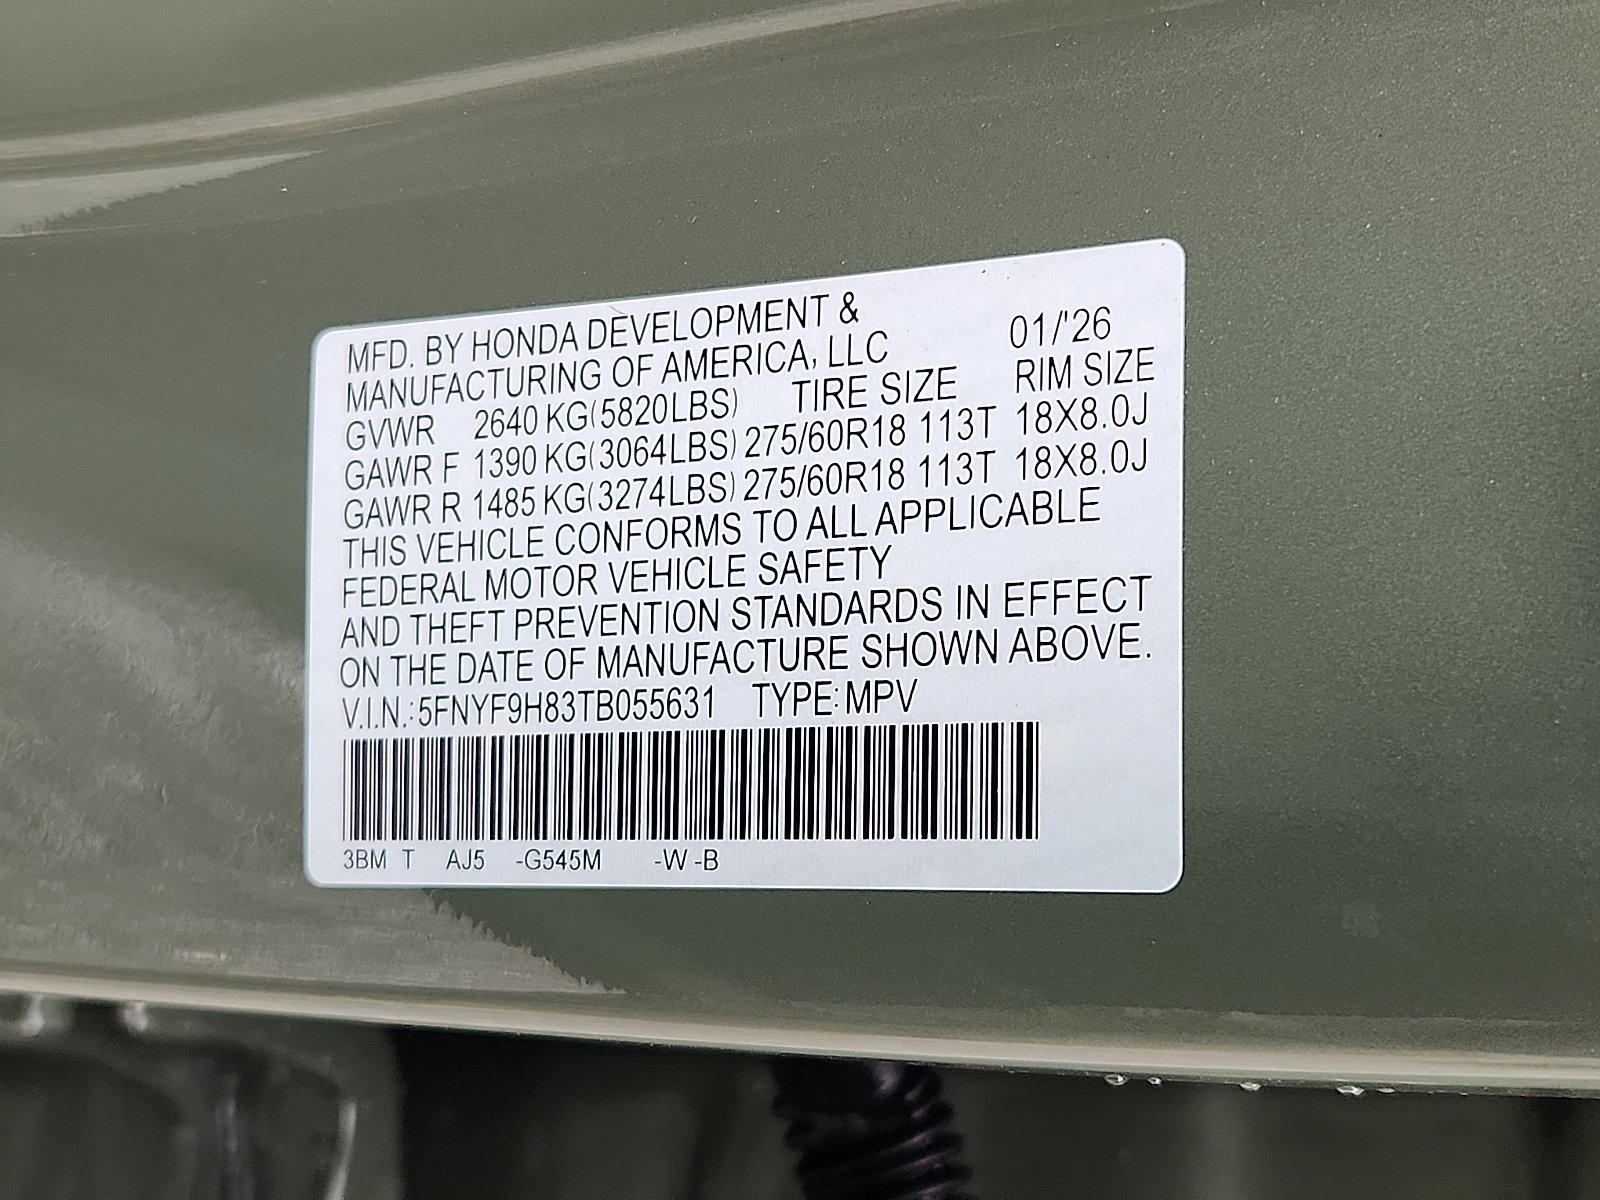 MFD. BY HONDA DEVELOPMENT &
MANUFACTURING OF AMERICA, LLC 01/'26
GVWR 2640 KG(5820LBS) TIRE SIZE RIM SIZE
GAWR F 1390 KG(3064LBS) 275/60R18 113T 18X8.0J
GAWR R 1485 KG(3274LBS) 275/60R18 113T 18X8.0J
THIS VEHICLE CONFORMS TO ALL APPLICABLE
FEDERAL MOTOR VEHICLE SAFETY
AND THEFT PREVENTION STANDARDS IN EFFECT
ON THE DATE OF MANUFACTURE SHOWN ABOVE.
V.I.N.: 5FNYF9H83TB055631 TYPE: MPV
3BM T AJ5 -G545M -W -B